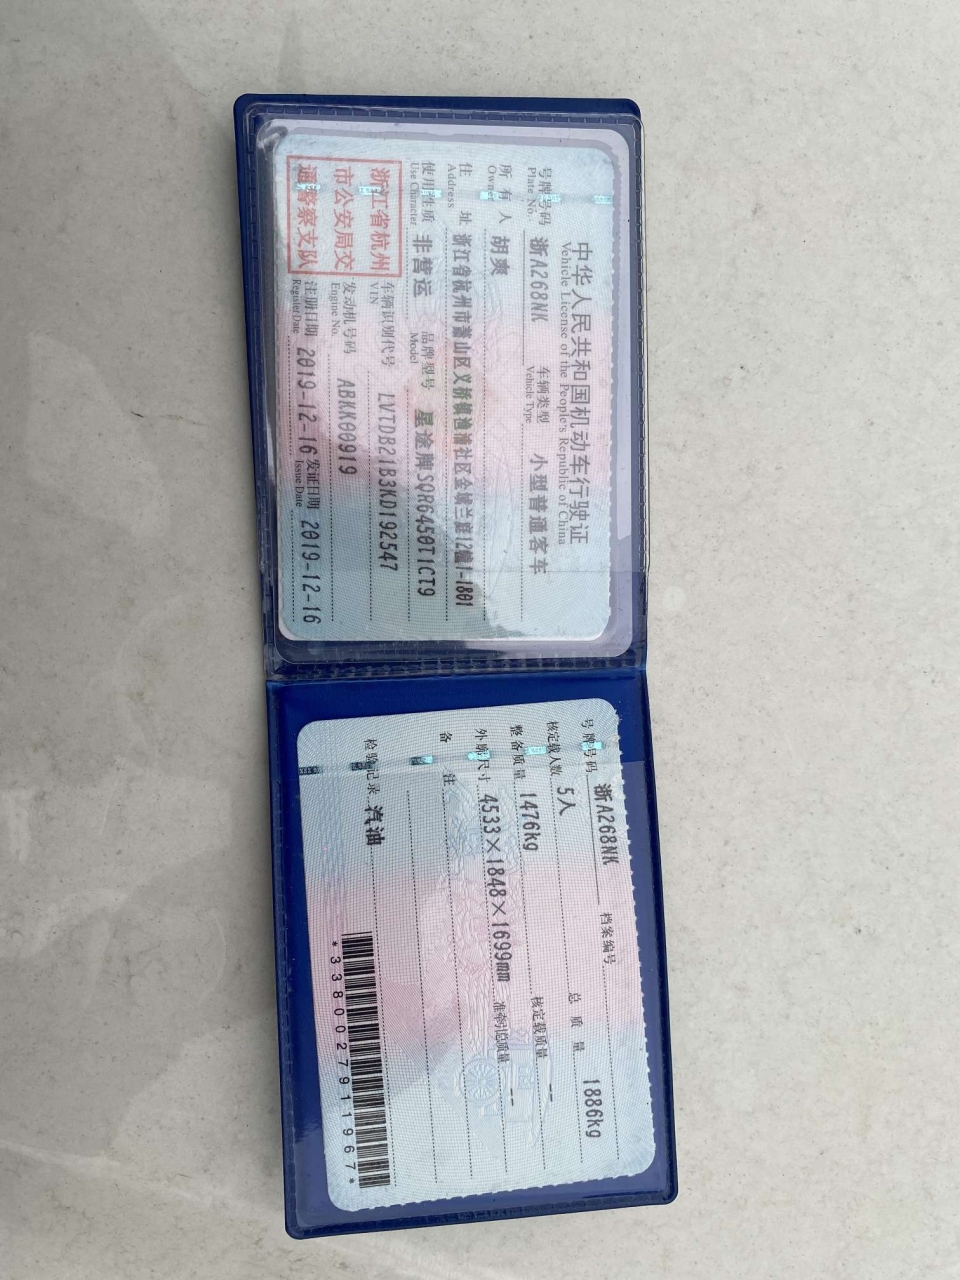 中华人民共和国机动车行驶证
Vehicle License of the People's Republic of China
号牌号码 浙A268NK 车辆类型 小型普通客车
Plate No. Vehicle Type
所有人 胡爽
Owner
住址 浙江省杭州市萧山区义桥镇渔浦社区金城兰庭12幢1-1801
Address
使用性质 非营运 品牌型号 星途牌SQR6450T1CT9
Use Character Model
浙江省杭州
市公安局交
通警察支队
车辆识别代号 LVTDB21B3KD192547
VIN
发动机号码 ABKK00919
Engine No.
注册日期 2019-12-16 发证日期 2019-12-16
Register Date Issue Date
号牌号码 浙A268NK 档案编号
核定载人数 5人 总质量 1886kg
整备质量 1476kg 核定载质量 --
外廓尺寸 4533×1848×1699mm 准牵引总质量 --
备注
检验记录 汽油
*3380027911967*